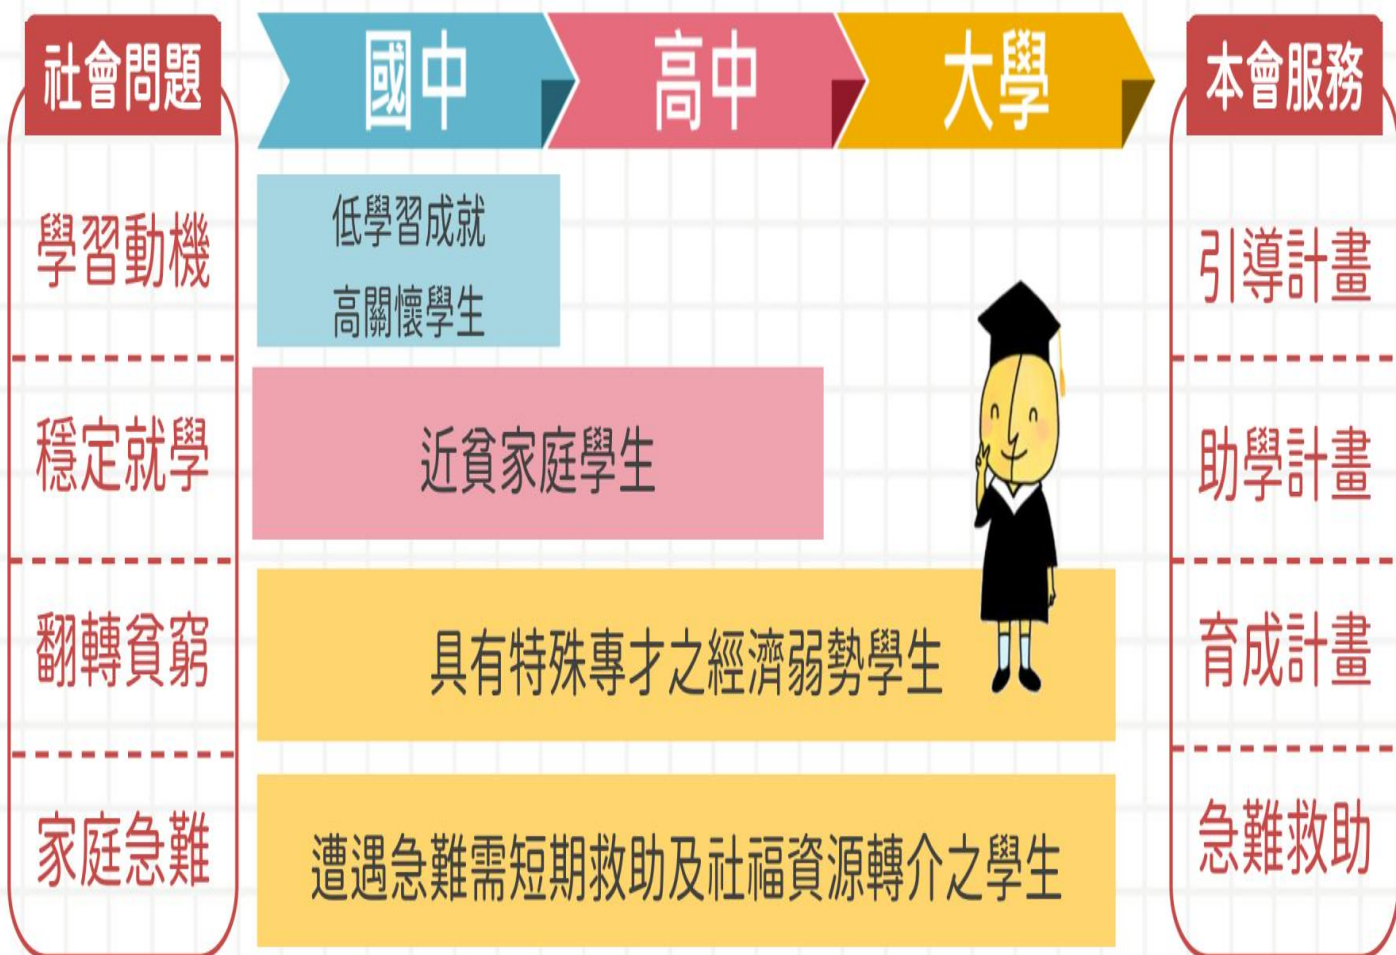 社會問題
國中
高中
大學
本會服務
學習動機
低學習成就
高關懷學生
引導計畫
穩定就學
近貧家庭學生
助學計畫
翻轉貧窮
具有特殊專才之經濟弱勢學生
育成計畫
家庭急難
遭遇急難需短期救助及社福資源轉介之學生
急難救助